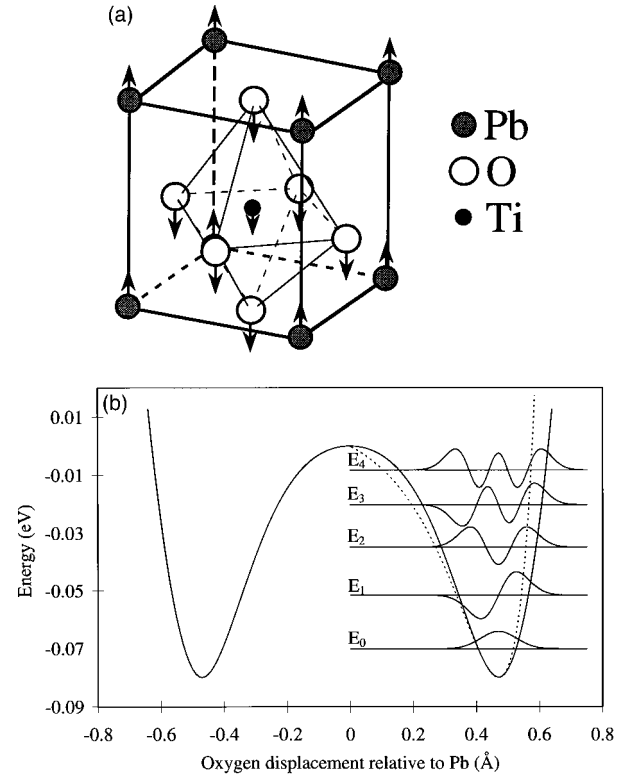 (a)
Pb
O
Ti
(b)
0.01
-0.01
-0.03
-0.05
-0.07
-0.09
Energy (eV)
E4
E3
E2
E1
E0
-0.8 -0.6 -0.4 -0.2 0 0.2 0.4 0.6 0.8
Oxygen displacement relative to Pb (Å)